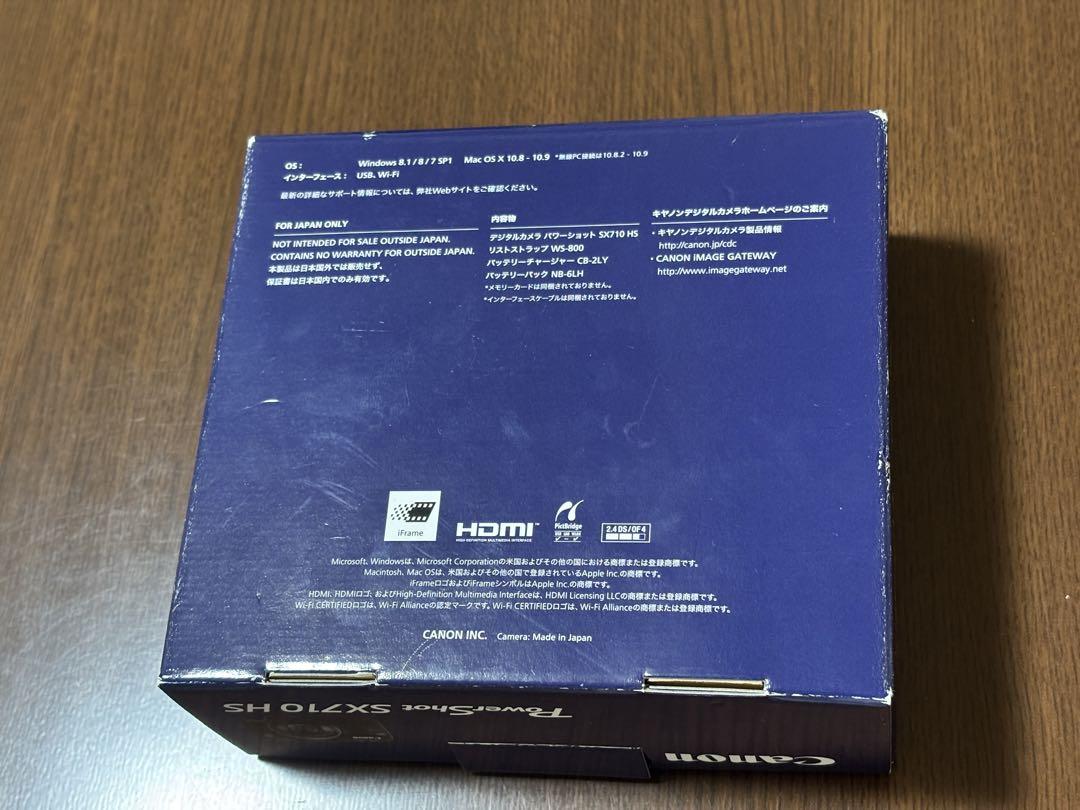 OS: Windows 8.1 / 8 / 7 SP1 Mac OS X 10.8 - 10.9 *無線PC接続は10.8.2 - 10.9
インターフェース: USB、Wi-Fi
最新の詳細なサポート情報については、弊社Webサイトをご確認ください。
FOR JAPAN ONLY
NOT INTENDED FOR SALE OUTSIDE JAPAN.
CONTAINS NO WARRANTY FOR OUTSIDE JAPAN.
本製品は日本国外では販売せず、
保証書は日本国内でのみ有効です。
内容物
デジタルカメラ パワーショット SX710 HS
リストストラップ WS-800
バッテリーチャージャー CB-2LY
バッテリーパック NB-6LH
*メモリーカードは同梱されておりません。
*インターフェースケーブルは同梱されておりません。
キヤノンデジタルカメラホームページのご案内
・キヤノンデジタルカメラ製品情報
http://canon.jp/cdc
・CANON iMAGE GATEWAY
http://www.imagegateway.net
iFrame
HDMI™
HIGH-DEFINITION MULTIMEDIA INTERFACE
PictBridge
2.4 DS/OF4
Microsoft、Windowsは、Microsoft Corporationの米国およびその他の国における商標または登録商標です。
Macintosh、Mac OSは、米国およびその他の国で登録されているApple Inc.の商標です。
iFrameロゴおよびiFrameシンボルはApple Inc.の商標です。
HDMI、HDMIロゴ、およびHigh-Definition Multimedia Interfaceは、HDMI Licensing LLCの商標または登録商標です。
Wi-Fi CERTIFIEDロゴは、Wi-Fi Allianceの認定マークです。Wi-Fi CERTIFIEDロゴは、Wi-Fi Allianceの商標または登録商標です。
CANON INC. Camera: Made in Japan
PowerShot SX710 HS
Canon